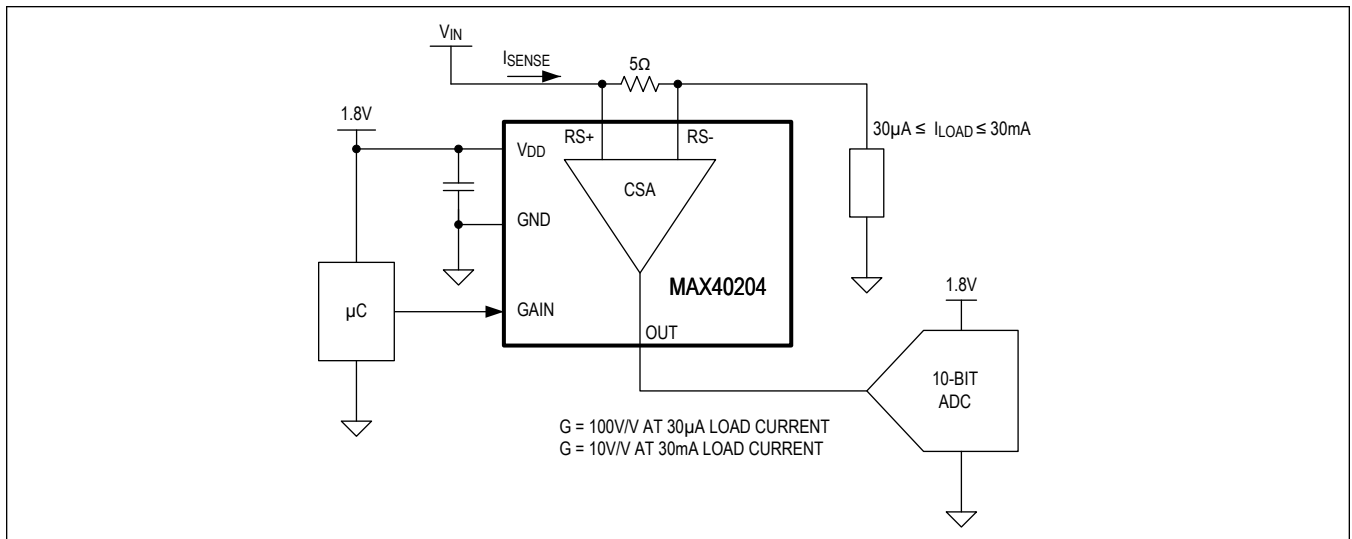 VIN
ISENSE
5Ω
1.8V
RS+
RS-
30µA ≤ ILOAD ≤ 30mA
VDD
CSA
GND
MAX40204
1.8V
µC
GAIN
OUT
10-BIT
ADC
G = 100V/V AT 30µA LOAD CURRENT
G = 10V/V AT 30mA LOAD CURRENT